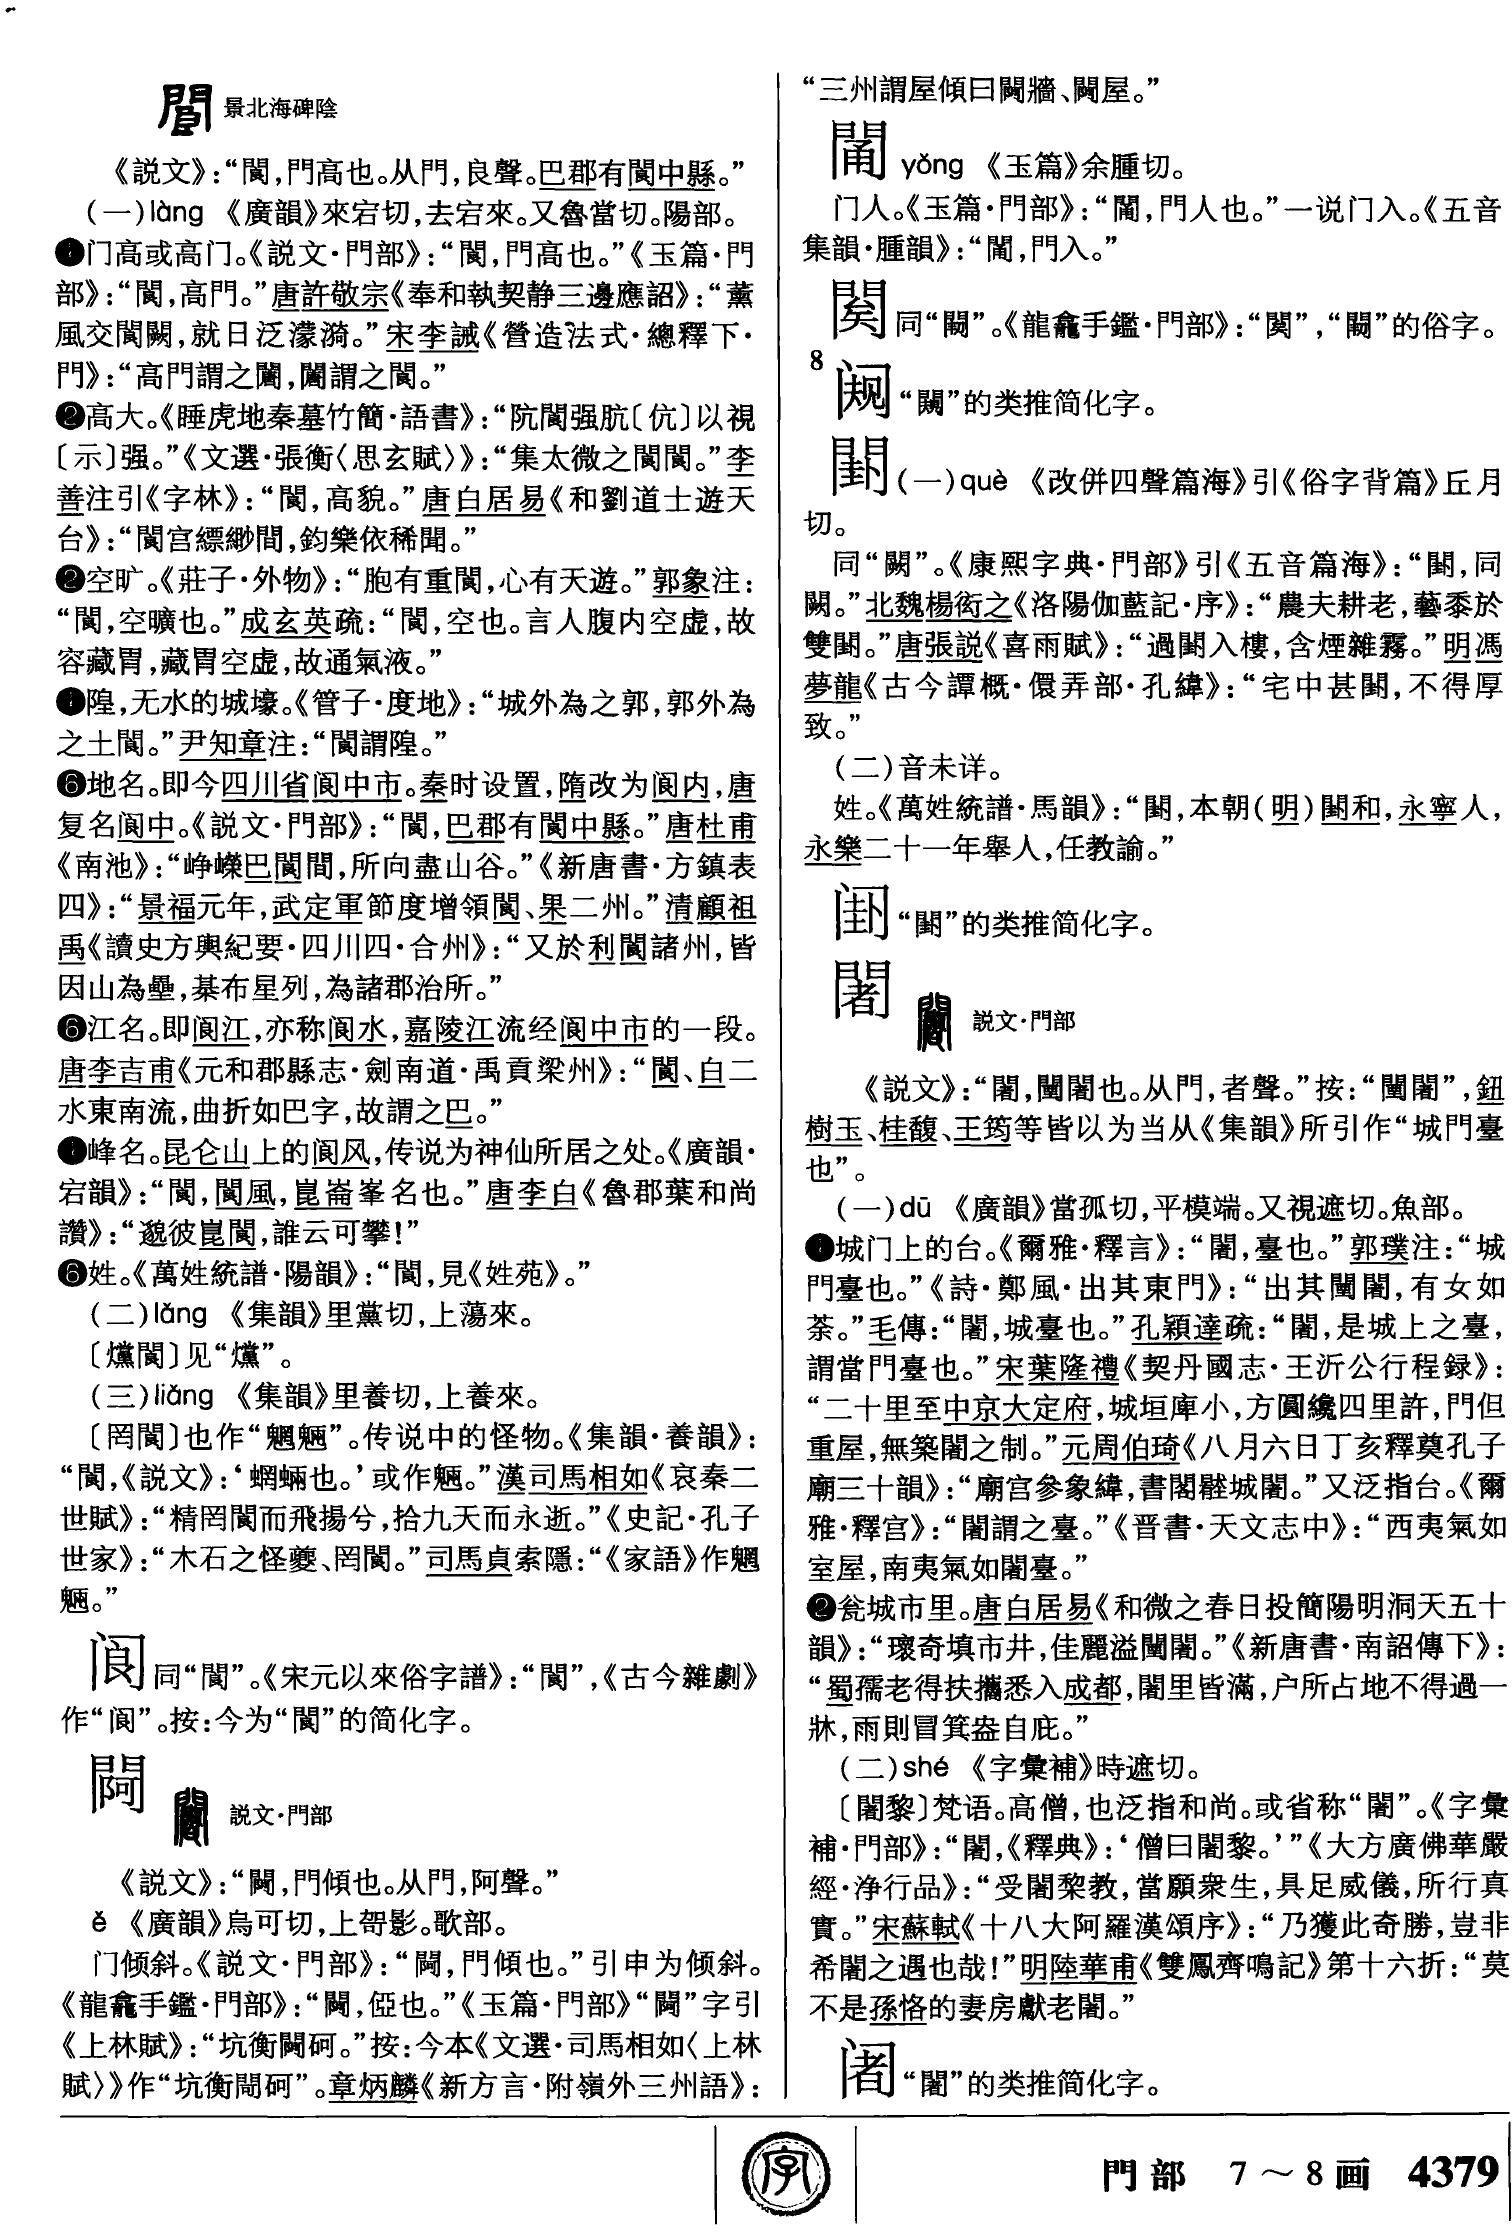 閬 景北海碑陰
《説文》：“閬，門高也。从門，良聲。巴郡有閬中縣。”
(一)làng 《廣韻》來宕切，去宕來。又魯當切。陽部。
❶门高或高门。《説文·門部》：“閬，門高也。”《玉篇·門
部》：“閬，高門。”唐許敬宗《奉和執契静三邊應詔》：“薰
風交閬闕，就日泛濛漪。”宋李誡《營造法式·總釋下·
門》：“高門謂之闔，闔謂之閬。”
❷高大。《睡虎地秦墓竹簡·語書》：“阬閬强肮〔伉〕以視
〔示〕强。”《文選·張衡〈思玄賦〉》：“集太微之閬閬。”李
善注引《字林》：“閬，高貌。”唐白居易《和劉道士遊天
台》：“閬宫縹緲間，鈞樂依稀聞。”
❷空旷。《莊子·外物》：“胞有重閬，心有天遊。”郭象注：
“閬，空曠也。”成玄英疏：“閬，空也。言人腹内空虚，故
容藏胃，藏胃空虚，故通氣液。”
❶隍，无水的城壕。《管子·度地》：“城外為之郭，郭外為
之土閬。”尹知章注：“閬謂隍。”
❻地名。即今四川省阆中市。秦时设置，隋改为阆内，唐
复名阆中。《説文·門部》：“閬，巴郡有閬中縣。”唐杜甫
《南池》：“峥嶸巴閬間，所向盡山谷。”《新唐書·方鎮表
四》：“景福元年，武定軍節度增領閬、果二州。”清顧祖
禹《讀史方輿紀要·四川四·合州》：“又於利閬諸州，皆
因山為壘，棊布星列，為諸郡治所。”
❻江名。即阆江，亦称阆水，嘉陵江流经阆中市的一段。
唐李吉甫《元和郡縣志·劍南道·禹貢梁州》：“閬、白二
水東南流，曲折如巴字，故謂之巴。”
❶峰名。昆仑山上的阆风，传说为神仙所居之处。《廣韻·
宕韻》：“閬，閬風，崑崙峯名也。”唐李白《魯郡葉和尚
讚》：“邈彼崑閬，誰云可攀！”
❻姓。《萬姓統譜·陽韻》：“閬，見《姓苑》。”
(二)lǎng 《集韻》里黨切，上蕩來。
〔爣閬〕见“爣”。
(三)liǎng 《集韻》里養切，上養來。
〔罔閬〕也作“魍魎”。传说中的怪物。《集韻·養韻》：
“閬，《説文》：‘蝄蜽也。’或作魎。”漢司馬相如《哀秦二
世賦》：“精罔閬而飛揚兮，拾九天而永逝。”《史記·孔子
世家》：“木石之怪夔、罔閬。”司馬貞索隱：“《家語》作魍
魎。”
阆 同“閬”。《宋元以來俗字譜》：“閬”，《古今雜劇》
作“阆”。按：今为“閬”的简化字。
䦪 説文·門部
《説文》：“䦪，門傾也。从門，阿聲。”
ě 《廣韻》烏可切，上哿影。歌部。
门倾斜。《説文·門部》：“䦪，門傾也。”引申为倾斜。
《龍龕手鑑·門部》：“䦪，俹也。”《玉篇·門部》“䦪”字引
《上林賦》：“坑衡䦪砢。”按：今本《文選·司馬相如〈上林
賦〉》作“坑衡閜砢”。章炳麟《新方言·附嶺外三州語》：
“三州謂屋傾曰䦪牆、䦪屋。”
yǒng 《玉篇》余腫切。
门人。《玉篇·門部》：“，門人也。”一说门入。《五音
集韻·腫韻》：“，門入。”
同“闞”。《龍龕手鑑·門部》：“”，“闞”的俗字。
8
“闚”的类推简化字。
䦙 (一)què 《改併四聲篇海》引《俗字背篇》丘月
切。
同“闕”。《康熙字典·門部》引《五音篇海》：“，同
闕。”北魏楊衒之《洛陽伽藍記·序》：“農夫耕老，藝黍於
雙。”唐張説《喜雨賦》：“過入樓，含煙雜霧。”明馮
夢龍《古今譚概·儇弄部·孔緯》：“宅中甚，不得厚
致。”
(二)音未详。
姓。《萬姓統譜·馬韻》：“，本朝(明)和，永寧人，
永樂二十一年舉人，任教諭。”
“”的类推简化字。
闍 説文·門部
《説文》：“闍，闉闍也。从門，者聲。”按：“闉闍”，鈕
樹玉、桂馥、王筠等皆以为当从《集韻》所引作“城門臺
也”。
(一)dū 《廣韻》當孤切，平模端。又視遮切。魚部。
❶城门上的台。《爾雅·釋言》：“闍，臺也。”郭璞注：“城
門臺也。”《詩·鄭風·出其東門》：“出其闉闍，有女如
荼。”毛傳：“闍，城臺也。”孔穎達疏：“闍，是城上之臺，
謂當門臺也。”宋葉隆禮《契丹國志·王沂公行程録》：
“二十里至中京大定府，城垣庳小，方圓纔四里許，門但
重屋，無築闍之制。”元周伯琦《八月六日丁亥釋奠孔子
廟三十韻》：“廟宫參象緯，書閣壓城闍。”又泛指台。《爾
雅·釋宫》：“闍謂之臺。”《晋書·天文志中》：“西夷氣如
室屋，南夷氣如闍臺。”
❷瓮城市里。唐白居易《和微之春日投簡陽明洞天五十
韻》：“瓌奇填市井，佳麗溢闉闍。”《新唐書·南詔傳下》：
“蜀孺老得扶攜悉入成都，闍里皆滿，户所占地不得過一
牀，雨則冒箕盎自庇。”
(二)shé 《字彙補》時遮切。
〔闍黎〕梵语。高僧，也泛指和尚。或省称“闍”。《字彙
補·門部》：“闍，《釋典》：‘僧曰闍黎。’”《大方廣佛華嚴
經·净行品》：“受闍棃教，當願衆生，具足威儀，所行真
實。”宋蘇軾《十八大阿羅漢頌序》：“乃獲此奇勝，豈非
希闍之遇也哉！”明陸華甫《雙鳳齊鳴記》第十六折：“莫
不是孫恪的妻房獻老闍。”
阇 “闍”的类推简化字。
門部 7～8画 4379